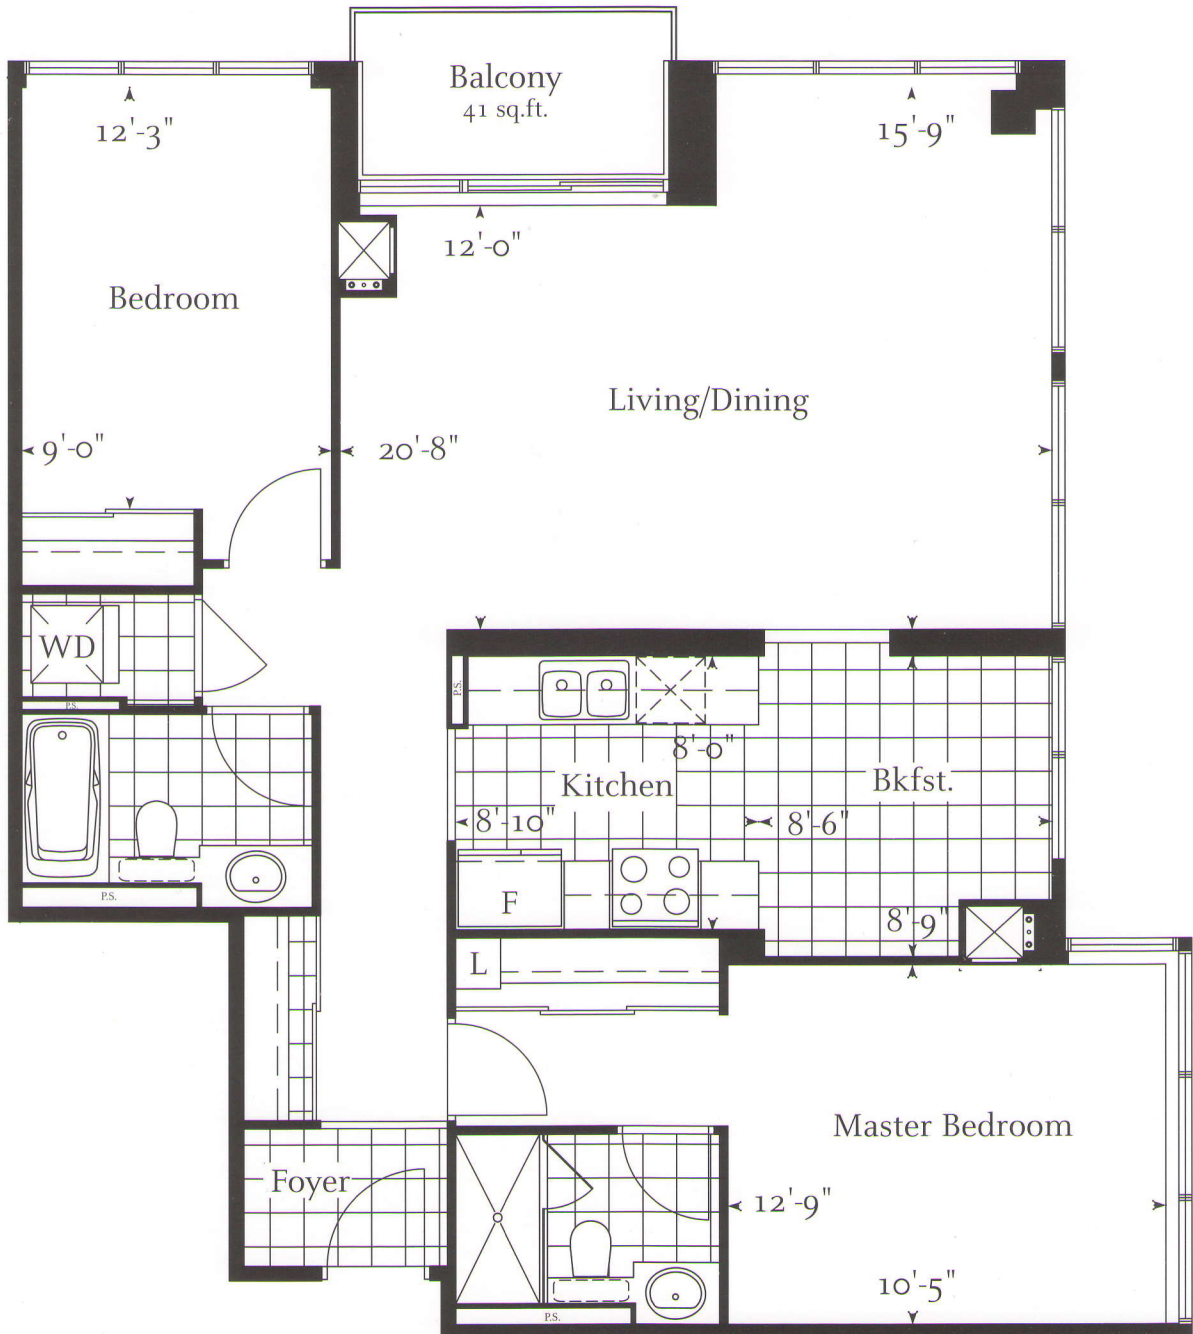 Balcony
41 sq.ft.
12'-3"
15'-9"
12'-0"
Bedroom
Living/Dining
9'-0"
20'-8"
WD
P.S.
P.S.
8'-0"
Kitchen
Bkfst.
8'-10"
8'-6"
P.S.
F
8'-9"
L
Master Bedroom
Foyer
12'-9"
10'-5"
P.S.